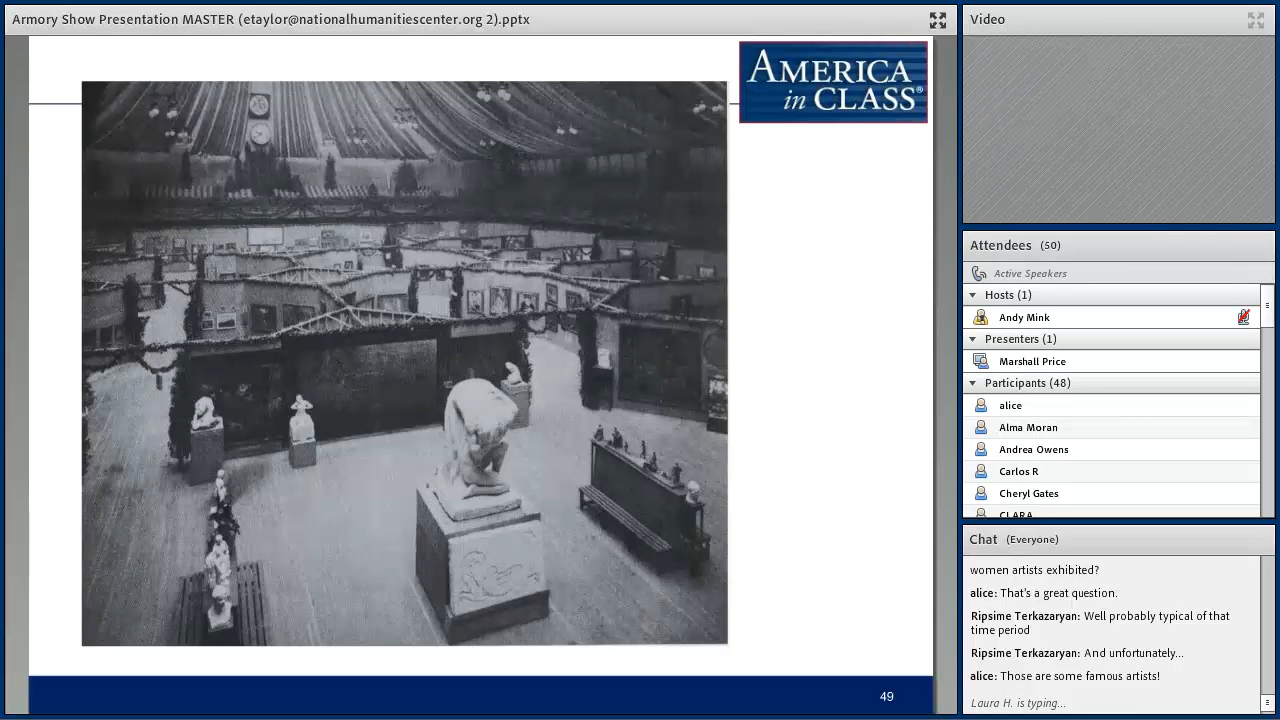 Armory Show Presentation MASTER (etaylor@nationalhumanitiescenter.org 2).pptx
AMERICA
in CLASS®
49
Video
Attendees (50)
Active Speakers
Hosts (1)
Andy Mink
Presenters (1)
Marshall Price
Participants (48)
alice
Alma Moran
Andrea Owens
Carlos R
Cheryl Gates
CLARA
Chat (Everyone)
women artists exhibited?
alice: That's a great question.
Ripsime Terkazaryan: Well probably typical of that
time period
Ripsime Terkazaryan: And unfortunately...
alice: Those are some famous artists!
Laura H. is typing...